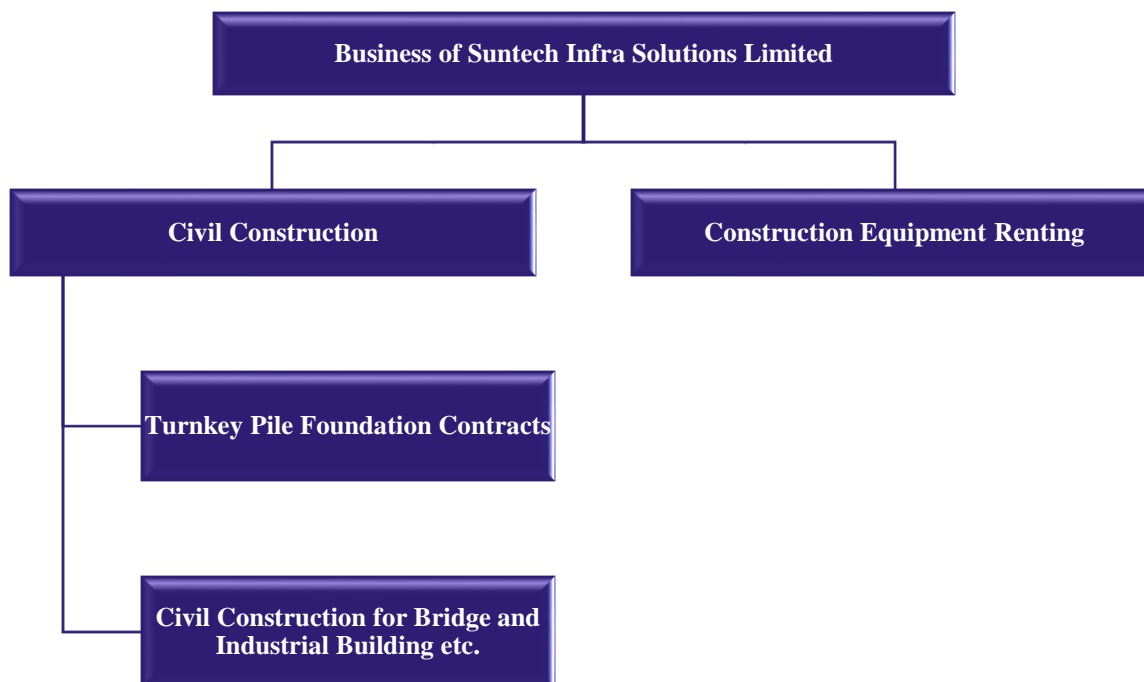 Business of Suntech Infra Solutions Limited
Civil Construction
Construction Equipment Renting
Turnkey Pile Foundation Contracts
Civil Construction for Bridge and
Industrial Building etc.